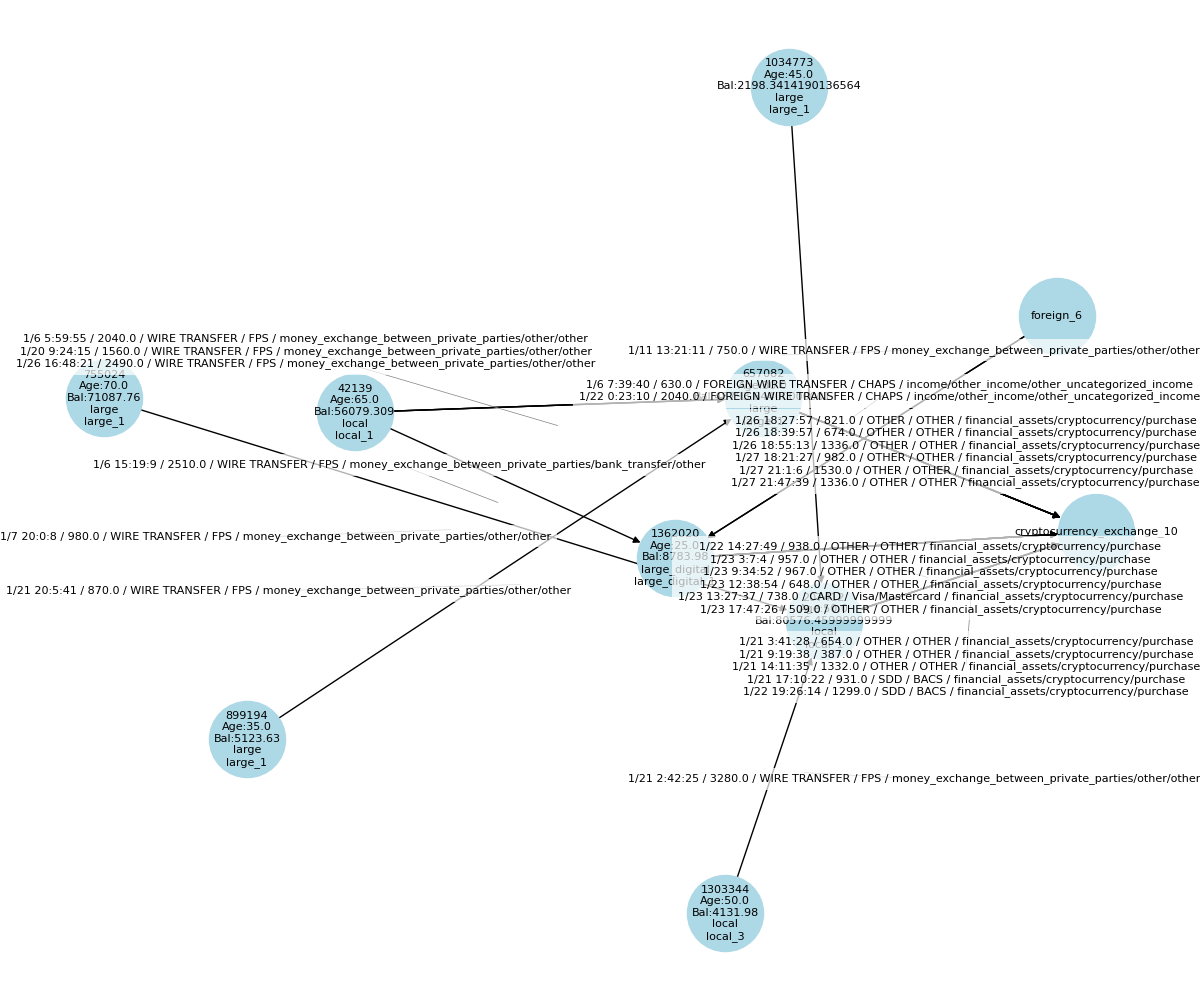 1034773
Age:45.0
Bal:2198.3414190136564
large
large_1
foreign_6
1/6 5:59:55 / 2040.0 / WIRE TRANSFER / FPS / money_exchange_between_private_parties/other/other
1/20 9:24:15 / 1560.0 / WIRE TRANSFER / FPS / money_exchange_between_private_parties/other/other
1/26 16:48:21 / 2490.0 / WIRE TRANSFER / FPS / money_exchange_between_private_parties/other/other
1/11 13:21:11 / 750.0 / WIRE TRANSFER / FPS / money_exchange_between_private_parties/other/other
755024
Age:70.0
Bal:71087.76
large
large_1
42139
Age:65.0
Bal:56079.309
local
local_1
657082
large
1/6 7:39:40 / 630.0 / FOREIGN WIRE TRANSFER / CHAPS / income/other_income/other_uncategorized_income
1/22 0:23:10 / 2040.0 / FOREIGN WIRE TRANSFER / CHAPS / income/other_income/other_uncategorized_income
1/26 18:27:57 / 821.0 / OTHER / OTHER / financial_assets/cryptocurrency/purchase
1/26 18:39:57 / 674.0 / OTHER / OTHER / financial_assets/cryptocurrency/purchase
1/26 18:55:13 / 1336.0 / OTHER / OTHER / financial_assets/cryptocurrency/purchase
1/27 18:21:27 / 982.0 / OTHER / OTHER / financial_assets/cryptocurrency/purchase
1/27 21:1:6 / 1530.0 / OTHER / OTHER / financial_assets/cryptocurrency/purchase
1/27 21:47:39 / 1336.0 / OTHER / OTHER / financial_assets/cryptocurrency/purchase
1/6 15:19:9 / 2510.0 / WIRE TRANSFER / FPS / money_exchange_between_private_parties/bank_transfer/other
1/7 20:0:8 / 980.0 / WIRE TRANSFER / FPS / money_exchange_between_private_parties/other/other
1362020
Age:25.0
Bal:8783.98
large_digital
large_digital
cryptocurrency_exchange_10
1/22 14:27:49 / 938.0 / OTHER / OTHER / financial_assets/cryptocurrency/purchase
1/23 3:7:4 / 957.0 / OTHER / OTHER / financial_assets/cryptocurrency/purchase
1/23 9:34:52 / 967.0 / OTHER / OTHER / financial_assets/cryptocurrency/purchase
1/23 12:38:54 / 648.0 / OTHER / OTHER / financial_assets/cryptocurrency/purchase
1/23 13:27:37 / 738.0 / CARD / Visa/Mastercard / financial_assets/cryptocurrency/purchase
1/23 17:47:26 / 509.0 / OTHER / OTHER / financial_assets/cryptocurrency/purchase
1/21 20:5:41 / 870.0 / WIRE TRANSFER / FPS / money_exchange_between_private_parties/other/other
Bal:80576.45999999999
local
1/21 3:41:28 / 654.0 / OTHER / OTHER / financial_assets/cryptocurrency/purchase
1/21 9:19:38 / 387.0 / OTHER / OTHER / financial_assets/cryptocurrency/purchase
1/21 14:11:35 / 1332.0 / OTHER / OTHER / financial_assets/cryptocurrency/purchase
1/21 17:10:22 / 931.0 / SDD / BACS / financial_assets/cryptocurrency/purchase
1/22 19:26:14 / 1299.0 / SDD / BACS / financial_assets/cryptocurrency/purchase
899194
Age:35.0
Bal:5123.63
large
large_1
1/21 2:42:25 / 3280.0 / WIRE TRANSFER / FPS / money_exchange_between_private_parties/other/other
1303344
Age:50.0
Bal:4131.98
local
local_3